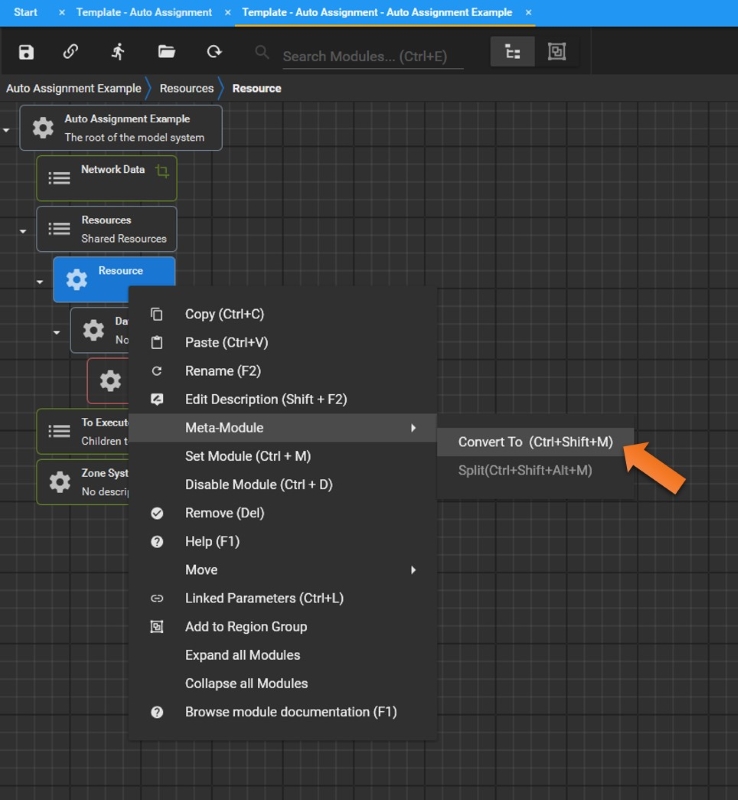 Start × Template - Auto Assignment × Template - Auto Assignment - Auto Assignment Example ×
Search Modules... (Ctrl+E)
Auto Assignment Example Resources Resource
Auto Assignment Example
The root of the model system
Network Data
Resources
Shared Resources
Resource
Da
No
To Execut
Children t
Zone Syst
No descrip
Copy (Ctrl+C)
Paste (Ctrl+V)
Rename (F2)
Edit Description (Shift + F2)
Meta-Module
Convert To (Ctrl+Shift+M)
Split(Ctrl+Shift+Alt+M)
Set Module (Ctrl + M)
Disable Module (Ctrl + D)
Remove (Del)
Help (F1)
Move
Linked Parameters (Ctrl+L)
Add to Region Group
Expand all Modules
Collapse all Modules
Browse module documentation (F1)